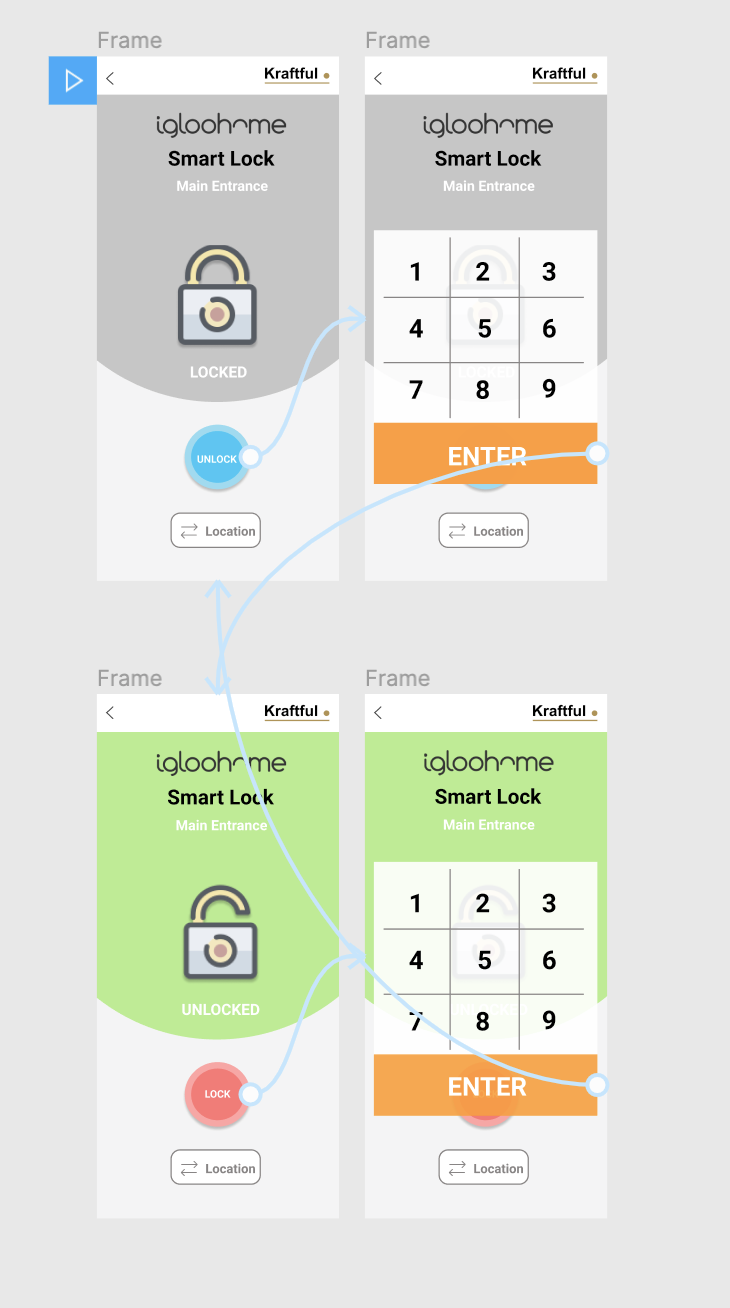 Frame
Kraftful
igloohome
Smart Lock
Main Entrance
LOCKED
UNLOCK
Location
Frame
Kraftful
igloohome
Smart Lock
Main Entrance
1 2 3
4 5 6
LOCKED
7 8 9
ENTER
Location
Frame
Kraftful
igloohome
Smart Lock
Main Entrance
UNLOCKED
LOCK
Location
Frame
Kraftful
igloohome
Smart Lock
Main Entrance
1 2 3
4 5 6
UNLOCKED
7 8 9
ENTER
Location